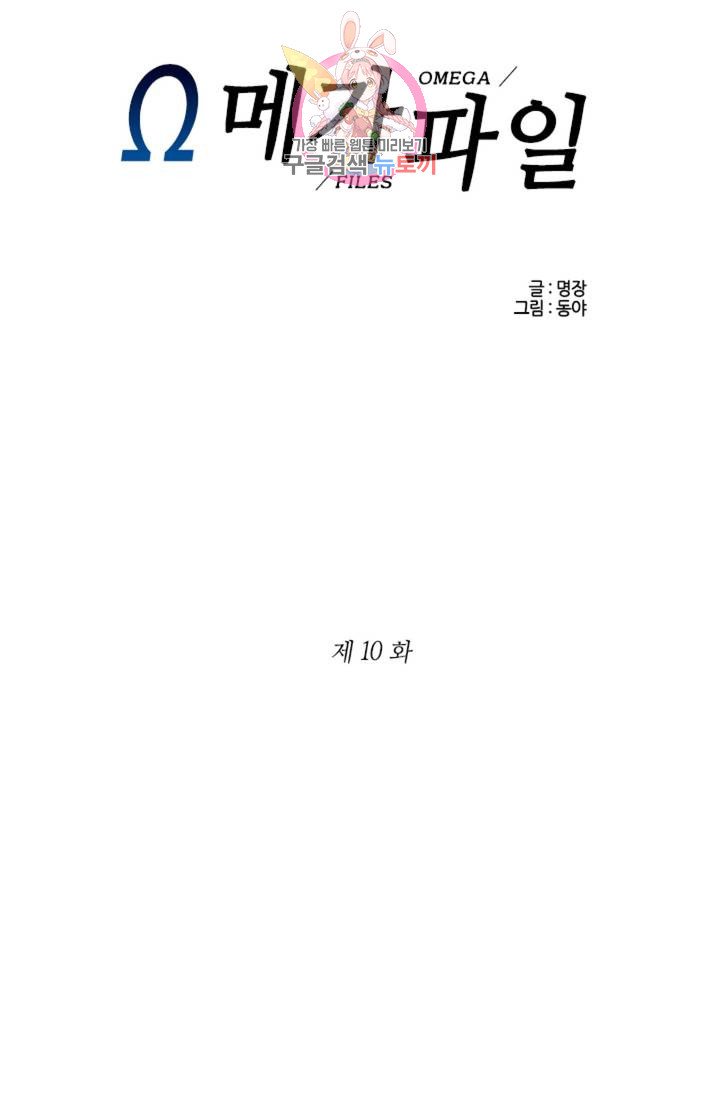 OMEGA
Ω메가파일
가장 빠른 웹툰 미리보기
구글검색 뉴토끼
FILES
글 : 명장
그림 : 동야
제 10 화